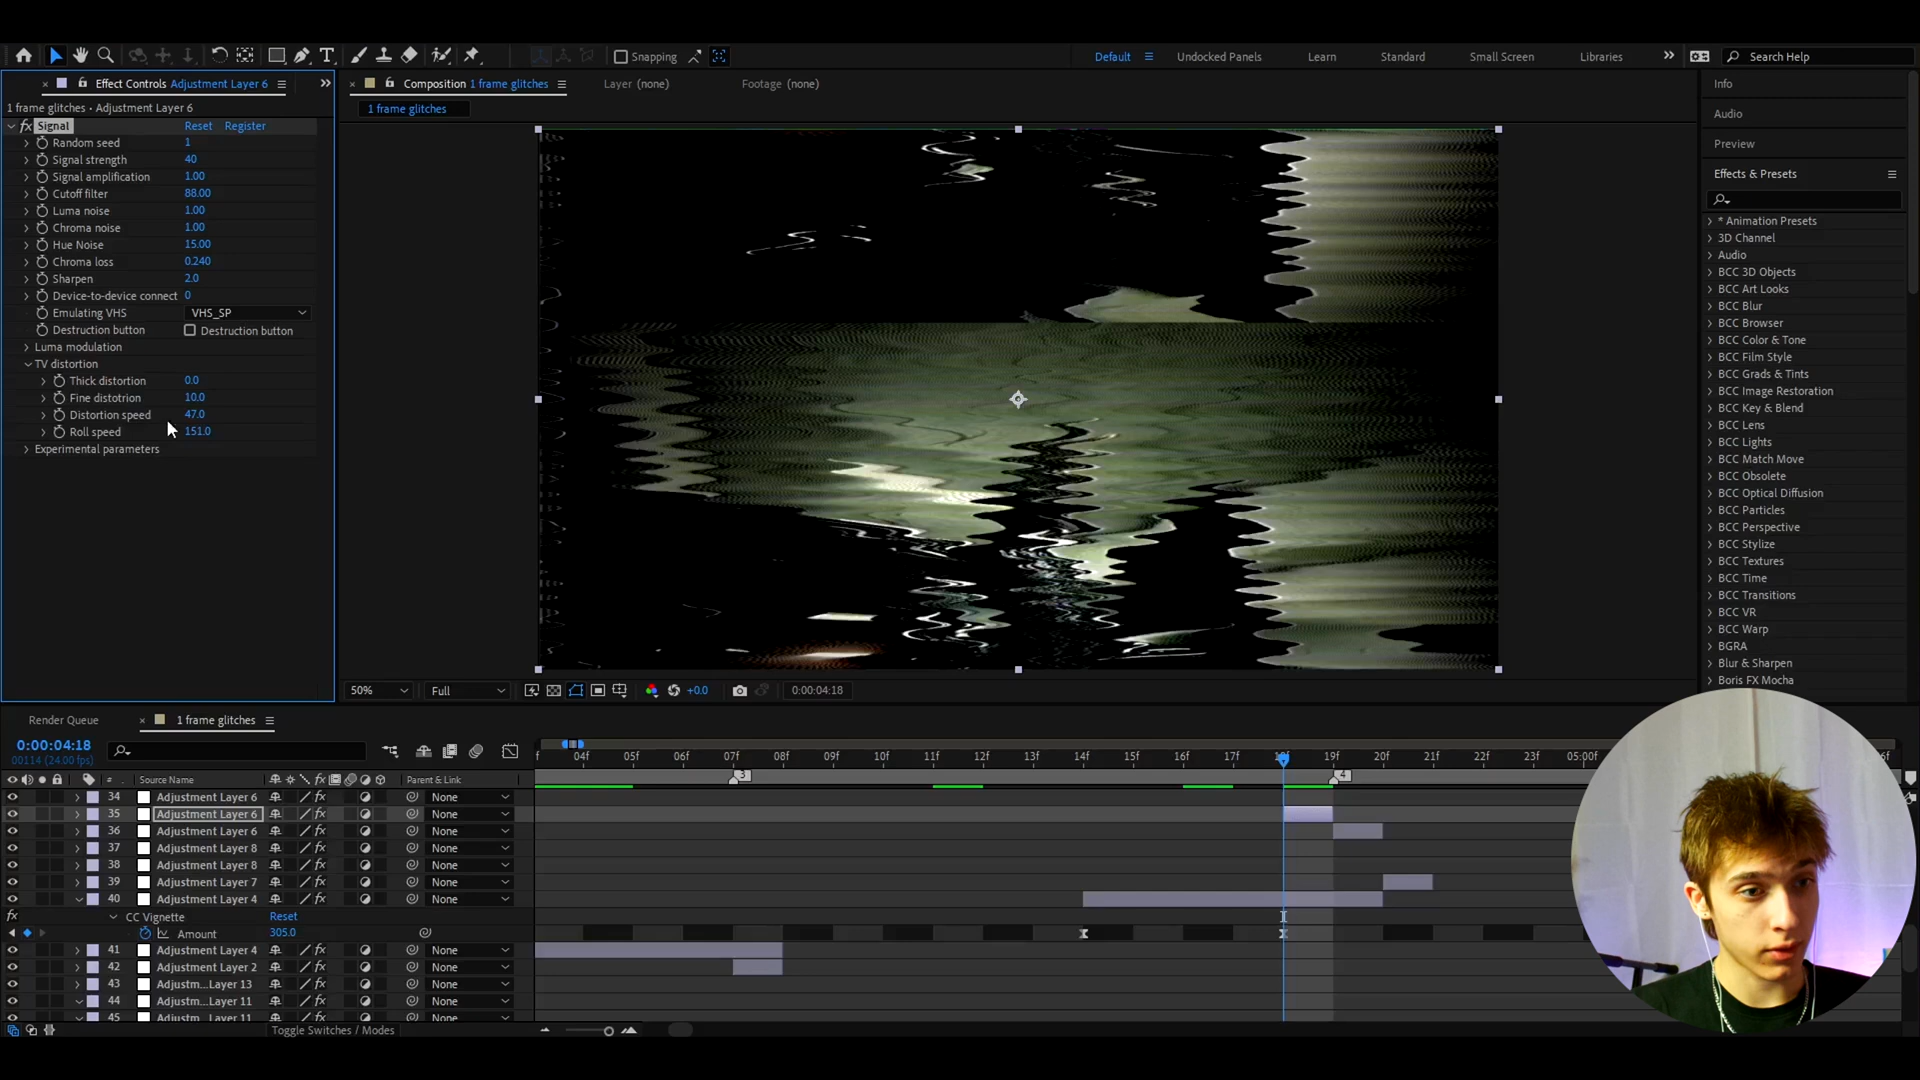 Snapping
Default
Undocked Panels
Learn
Standard
Small Screen
Libraries
Search Help
Effect Controls Adjustment Layer 6
1 frame glitches • Adjustment Layer 6
fx Signal Reset Register
Random seed 1
Signal strength 40
Signal amplification 1.00
Cutoff filter 88.00
Luma noise 1.00
Chroma noise 1.00
Hue Noise 15.00
Chroma loss 0.240
Sharpen 2.0
Device-to-device connect 0
Emulating VHS VHS_SP
Destruction button Destruction button
Luma modulation
TV distortion
Thick distortion 0.0
Fine distotrion 10.0
Distortion speed 47.0
Roll speed 151.0
Experimental parameters
Composition 1 frame glitches
Layer (none)
Footage (none)
1 frame glitches
50% Full +0.0 0:00:04:18
Info
Audio
Preview
Effects & Presets
* Animation Presets
3D Channel
Audio
BCC 3D Objects
BCC Art Looks
BCC Blur
BCC Browser
BCC Color & Tone
BCC Film Style
BCC Grads & Tints
BCC Image Restoration
BCC Key & Blend
BCC Lens
BCC Lights
BCC Match Move
BCC Obsolete
BCC Optical Diffusion
BCC Particles
BCC Perspective
BCC Stylize
BCC Textures
BCC Time
BCC Transitions
BCC VR
BCC Warp
BGRA
Blur & Sharpen
Boris FX Mocha
Render Queue
1 frame glitches
0:00:04:18
00114 (24.00 fps)
f 04f 05f 06f 07f 08f 09f 10f 11f 12f 13f 14f 15f 16f 17f 19f 20f 21f 05:00f
3 4
# Source Name fx Parent & Link
34 Adjustment Layer 6 fx None
35 Adjustment Layer 6 fx None
36 Adjustment Layer 6 fx None
37 Adjustment Layer 8 fx None
38 Adjustment Layer 8 fx None
39 Adjustment Layer 7 fx None
40 Adjustment Layer 4 fx None
fx CC Vignette Reset
Amount 305.0
41 Adjustment Layer 4 fx None
42 Adjustment Layer 2 fx None
43 Adjustm...Layer 13 fx None
44 Adjustm...Layer 11 fx None
45 Adjustm...Layer 11 fx None
Toggle Switches / Modes